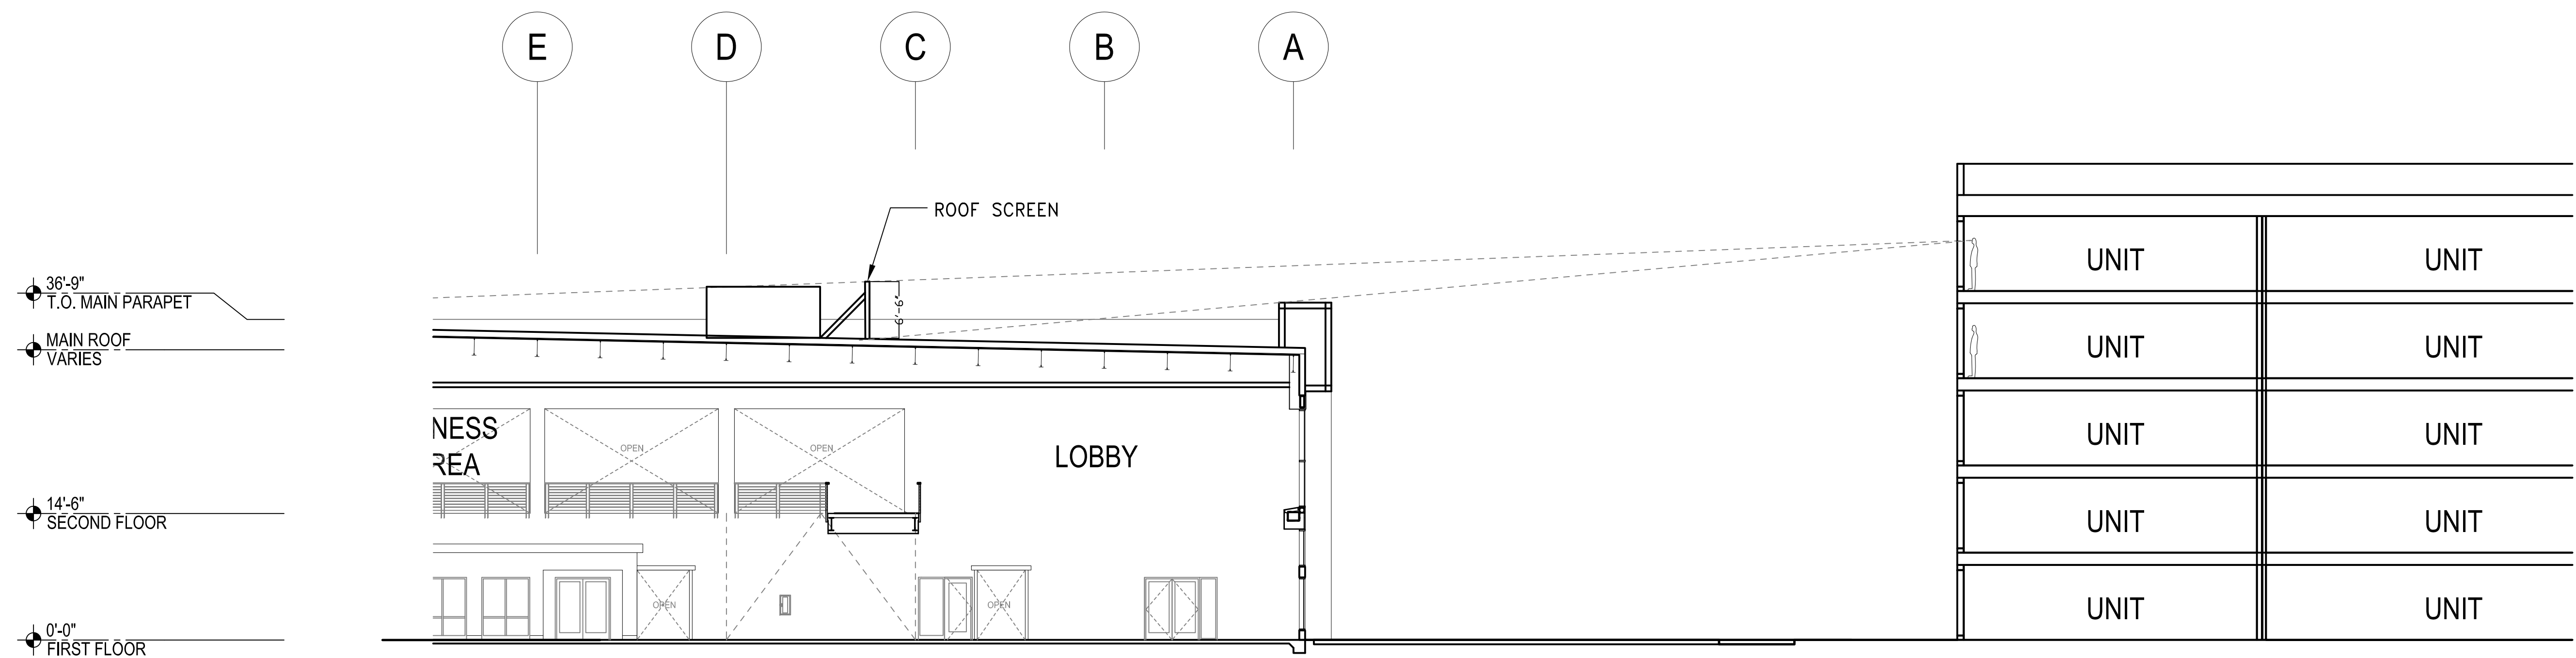 E
D
C
B
A
ROOF SCREEN
6'-6"
36'-9"
T.O. MAIN PARAPET
MAIN ROOF
VARIES
14'-6"
SECOND FLOOR
0'-0"
FIRST FLOOR
NESS
REA
OPEN
OPEN
LOBBY
OPEN
OPEN
UNIT UNIT
UNIT UNIT
UNIT UNIT
UNIT UNIT
UNIT UNIT